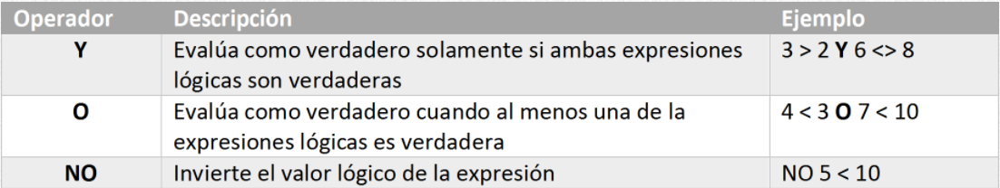 Operador Descripción Ejemplo
Y Evalúa como verdadero solamente si ambas expresiones 3 > 2 Y 6 <> 8
lógicas son verdaderas
O Evalúa como verdadero cuando al menos una de la 4 < 3 O 7 < 10
expresiones lógicas es verdadera
NO Invierte el valor lógico de la expresión NO 5 < 10